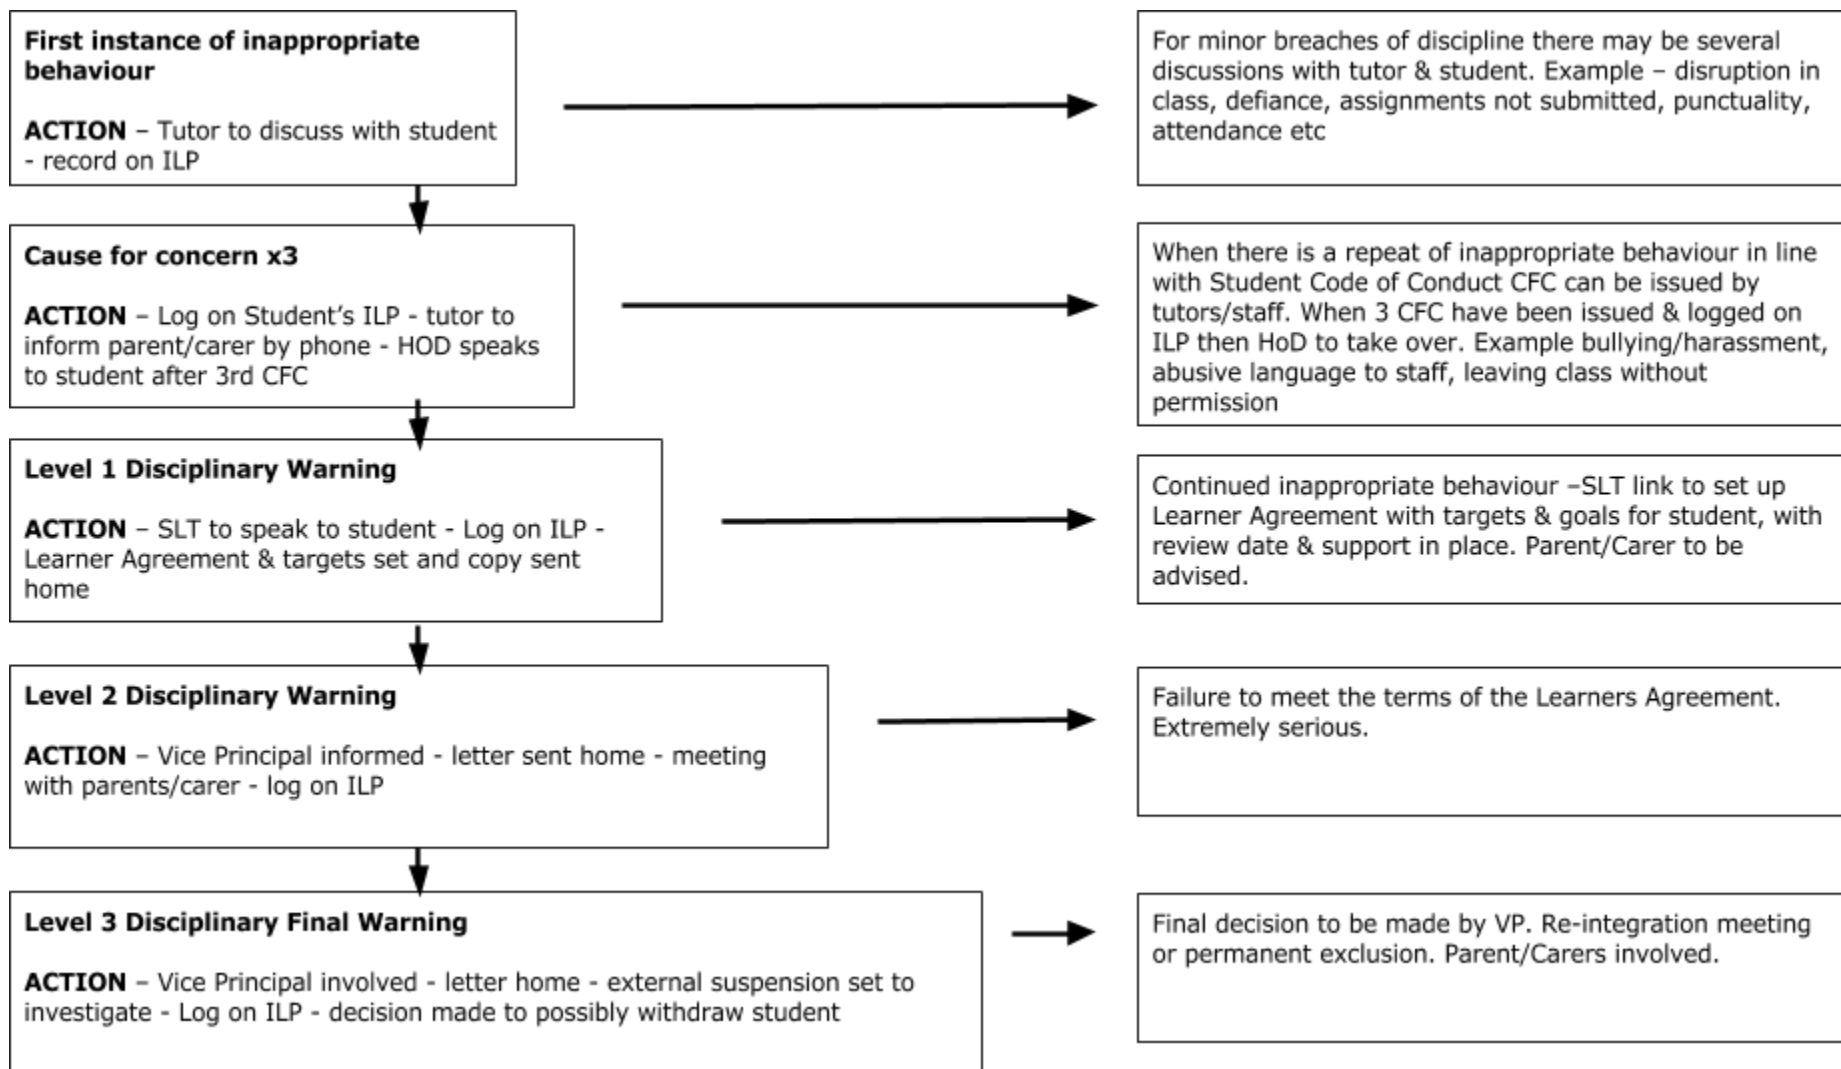 First instance of inappropriate
behaviour
ACTION – Tutor to discuss with student
- record on ILP
For minor breaches of discipline there may be several
discussions with tutor & student. Example – disruption in
class, defiance, assignments not submitted, punctuality,
attendance etc
Cause for concern x3
ACTION – Log on Student’s ILP - tutor to
inform parent/carer by phone - HOD speaks
to student after 3rd CFC
When there is a repeat of inappropriate behaviour in line
with Student Code of Conduct CFC can be issued by
tutors/staff. When 3 CFC have been issued & logged on
ILP then HoD to take over. Example bullying/harassment,
abusive language to staff, leaving class without
permission
Level 1 Disciplinary Warning
ACTION – SLT to speak to student - Log on ILP -
Learner Agreement & targets set and copy sent
home
Continued inappropriate behaviour –SLT link to set up
Learner Agreement with targets & goals for student, with
review date & support in place. Parent/Carer to be
advised.
Level 2 Disciplinary Warning
ACTION – Vice Principal informed - letter sent home - meeting
with parents/carer - log on ILP
Failure to meet the terms of the Learners Agreement.
Extremely serious.
Level 3 Disciplinary Final Warning
ACTION – Vice Principal involved - letter home - external suspension set to
investigate - Log on ILP - decision made to possibly withdraw student
Final decision to be made by VP. Re-integration meeting
or permanent exclusion. Parent/Carers involved.